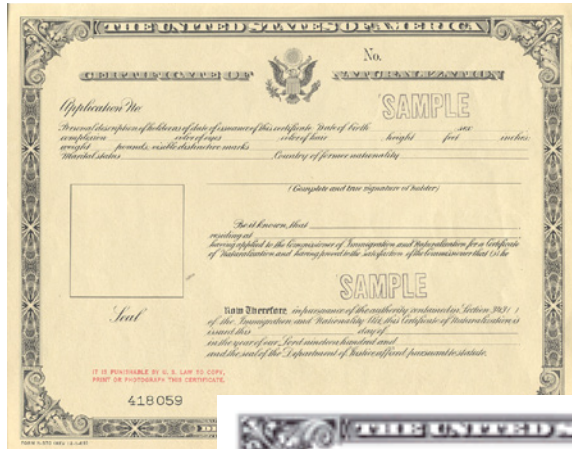 THE UNITED STATES OF AMERICA
No.
CERTIFICATE OF NATURALIZATION
Application No
SAMPLE
Personal description of holder as of date of issuance of this certificate: Date of birth sex
complexion color of eyes color of hair height feet inches;
weight pounds; visible distinctive marks
Marital status Country of former nationality
(Complete and true signature of holder)
Be it known, that
residing at
having applied to the Commissioner of Immigration and Naturalization for a Certificate
of Naturalization and having proved to the satisfaction of the Commissioner that (s)he
SAMPLE
Seal
Now Therefore, in pursuance of the authority contained in Section
of the Immigration and Nationality Act, this Certificate of Naturalization is
issued this day of
in the year of our Lord nineteen hundred and
and the seal of the Department of Justice affixed pursuant to statute.
IT IS PUNISHABLE BY U. S. LAW TO COPY,
PRINT OR PHOTOGRAPH THIS CERTIFICATE.
418059
THE UNITED S